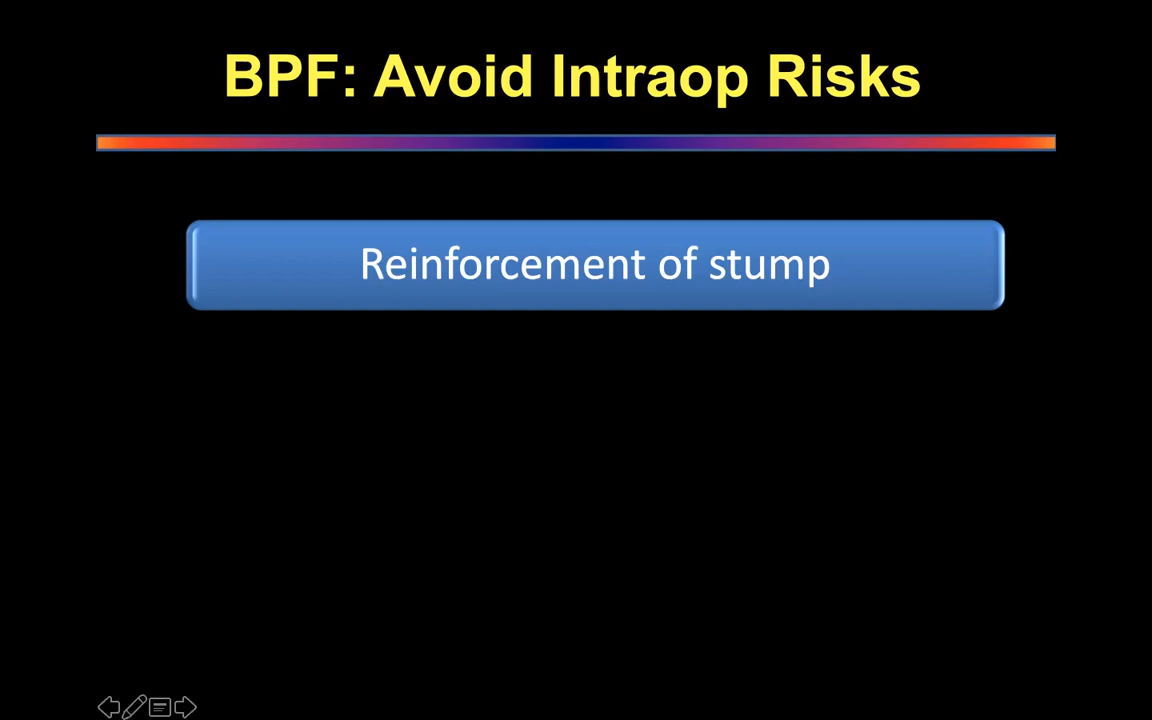 BPF: Avoid Intraop Risks
Reinforcement of stump